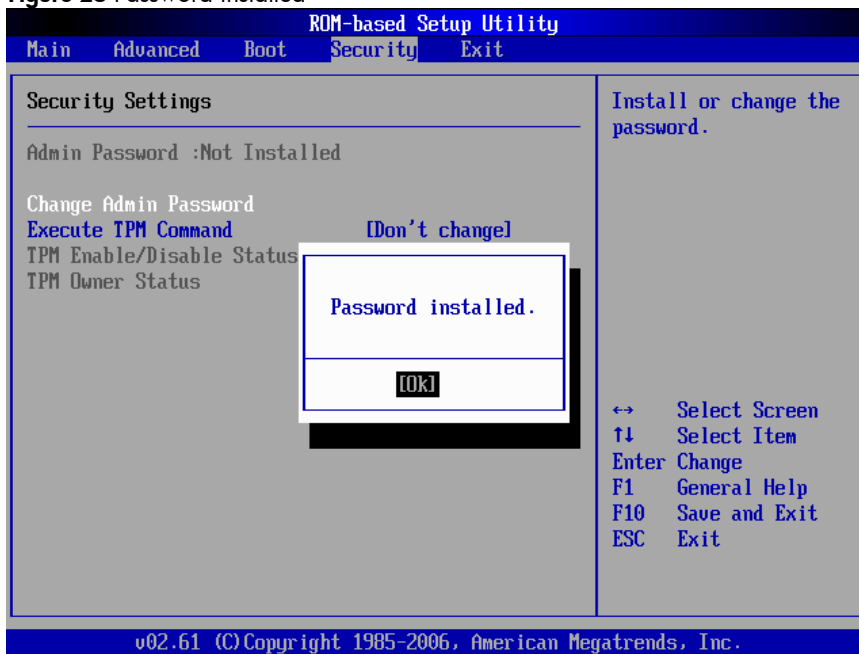 Password installed
ROM-based Setup Utility
Main Advanced Boot Security Exit
Security Settings
Admin Password :Not Installed
Change Admin Password
Execute TPM Command [Don't change]
TPM Enable/Disable Status
TPM Owner Status
Password installed.
[Ok]
Install or change the
password.
↔ Select Screen
↑↓ Select Item
Enter Change
F1 General Help
F10 Save and Exit
ESC Exit
v02.61 (C)Copyright 1985-2006, American Megatrends, Inc.